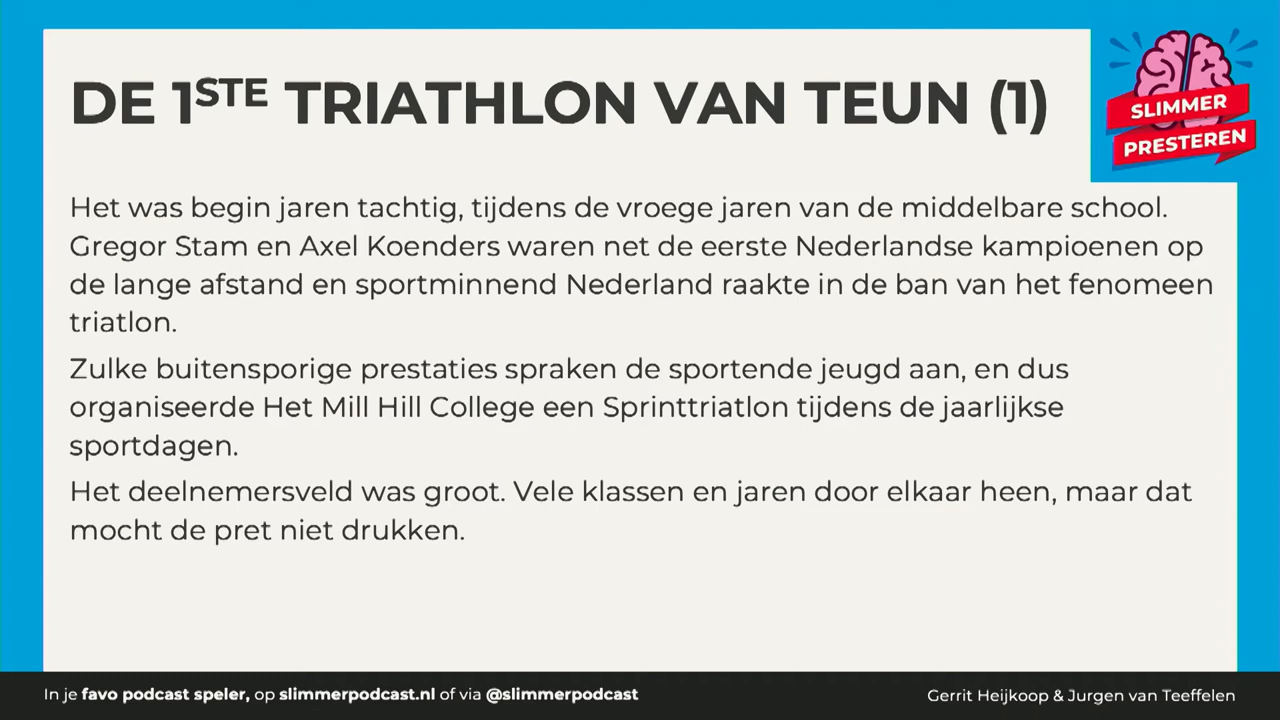 DE 1STE TRIATHLON VAN TEUN (1)
SLIMMER
PRESTEREN
Het was begin jaren tachtig, tijdens de vroege jaren van de middelbare school.
Gregor Stam en Axel Koenders waren net de eerste Nederlandse kampioenen op
de lange afstand en sportminnend Nederland raakte in de ban van het fenomeen
triatlon.
Zulke buitensporige prestaties spraken de sportende jeugd aan, en dus
organiseerde Het Mill Hill College een Sprinttriatlon tijdens de jaarlijkse
sportdagen.
Het deelnemersveld was groot. Vele klassen en jaren door elkaar heen, maar dat
mocht de pret niet drukken.
In je favo podcast speler, op slimmerpodcast.nl of via @slimmerpodcast
Gerrit Heijkoop & Jurgen van Teeffelen